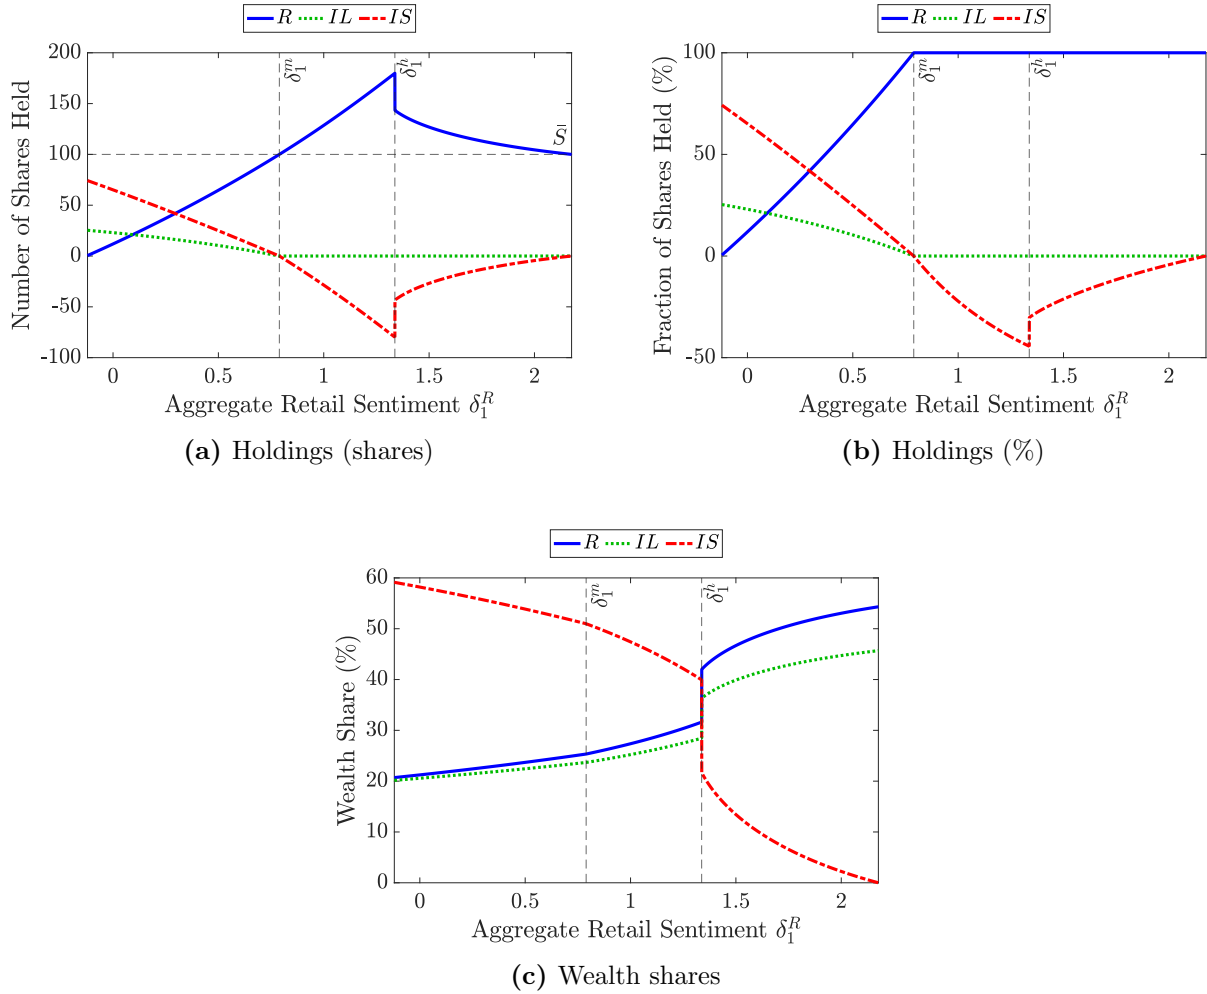 R IL IS
Number of Shares Held
200
150
100
50
0
-50
-100
δ₁ᵐ
δ₁ʰ
S̄
0 0.5 1 1.5 2
Aggregate Retail Sentiment δ₁ᴿ
(a) Holdings (shares)
R IL IS
Fraction of Shares Held (%)
100
50
0
-50
δ₁ᵐ
δ₁ʰ
0 0.5 1 1.5 2
Aggregate Retail Sentiment δ₁ᴿ
(b) Holdings (%)
R IL IS
Wealth Share (%)
60
50
40
30
20
10
0
δ₁ᵐ
δ₁ʰ
0 0.5 1 1.5 2
Aggregate Retail Sentiment δ₁ᴿ
(c) Wealth shares